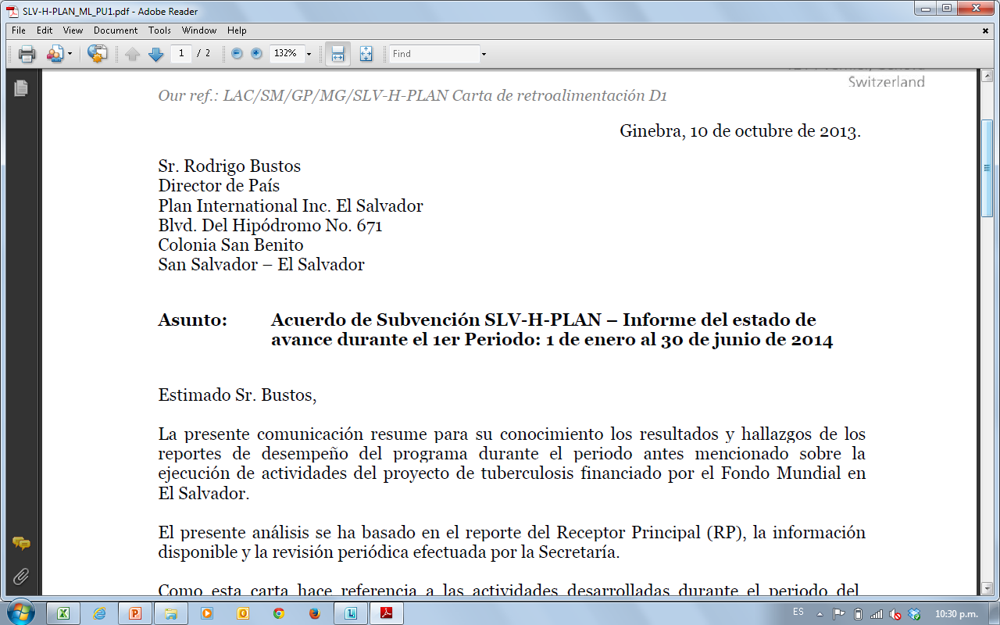 SLV-H-PLAN_ML_PU1.pdf - Adobe Reader
File Edit View Document Tools Window Help
1 / 2 132% Find
Switzerland
Our ref.: LAC/SM/GP/MG/SLV-H-PLAN Carta de retroalimentación D1
Ginebra, 10 de octubre de 2013.
Sr. Rodrigo Bustos
Director de País
Plan International Inc. El Salvador
Blvd. Del Hipódromo No. 671
Colonia San Benito
San Salvador – El Salvador
Asunto: Acuerdo de Subvención SLV-H-PLAN – Informe del estado de
avance durante el 1er Periodo: 1 de enero al 30 de junio de 2014
Estimado Sr. Bustos,
La presente comunicación resume para su conocimiento los resultados y hallazgos de los
reportes de desempeño del programa durante el periodo antes mencionado sobre la
ejecución de actividades del proyecto de tuberculosis financiado por el Fondo Mundial en
El Salvador.
El presente análisis se ha basado en el reporte del Receptor Principal (RP), la información
disponible y la revisión periódica efectuada por la Secretaría.
Como esta carta hace referencia a las actividades desarrolladas durante el periodo del
ES 10:30 p.m.